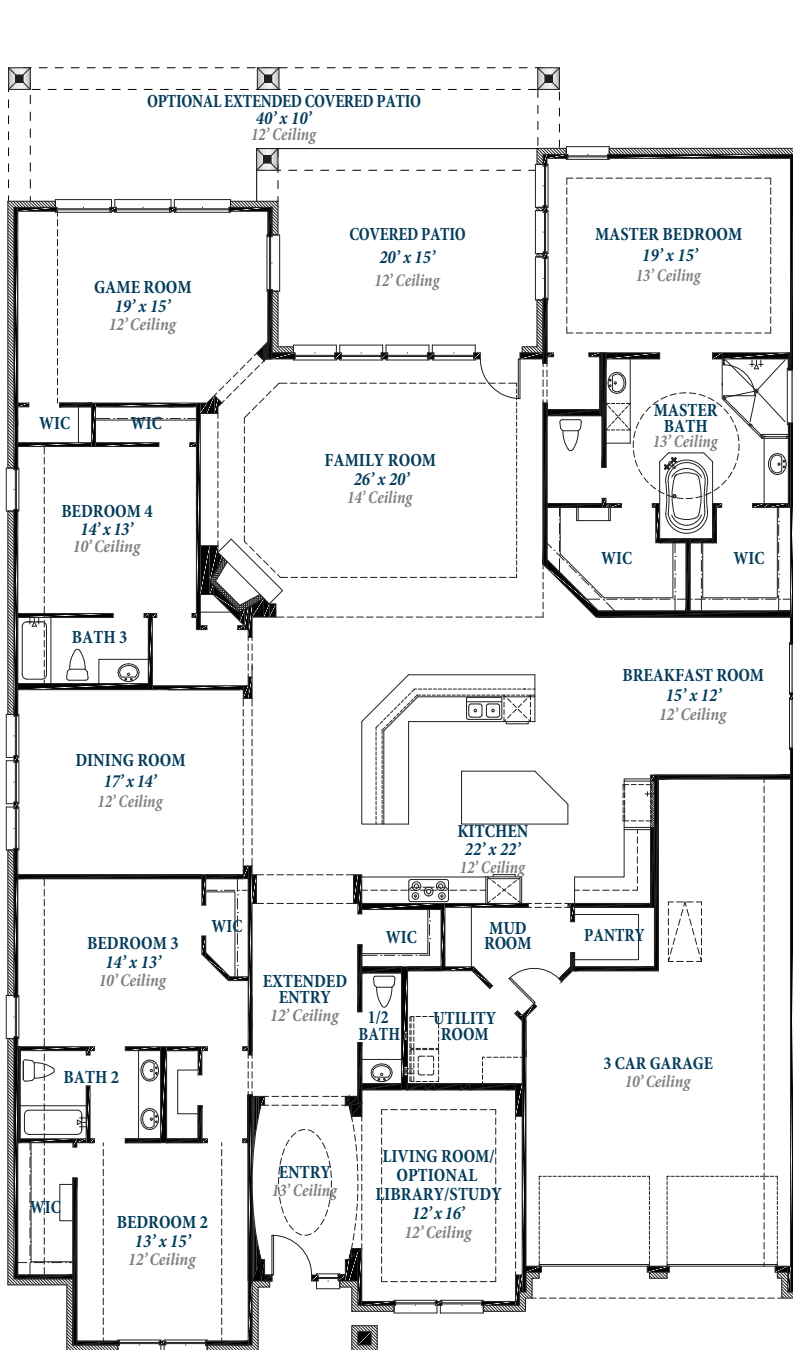 OPTIONAL EXTENDED COVERED PATIO
40’ x 10’
12’ Ceiling
COVERED PATIO
20’ x 15’
12’ Ceiling
MASTER BEDROOM
19’ x 15’
13’ Ceiling
GAME ROOM
19’ x 15’
12’ Ceiling
WIC
WIC
MASTER
BATH
13’ Ceiling
FAMILY ROOM
26’ x 20’
14’ Ceiling
BEDROOM 4
14’ x 13’
10’ Ceiling
WIC
WIC
BATH 3
BREAKFAST ROOM
15’ x 12’
12’ Ceiling
DINING ROOM
17’ x 14’
12’ Ceiling
KITCHEN
22’ x 22’
12’ Ceiling
WIC
BEDROOM 3
14’ x 13’
10’ Ceiling
WIC
MUD
ROOM
PANTRY
EXTENDED
ENTRY
12’ Ceiling
1/2
BATH
UTILITY
ROOM
3 CAR GARAGE
10’ Ceiling
BATH 2
ENTRY
13’ Ceiling
LIVING ROOM/
OPTIONAL
LIBRARY/STUDY
12’ x 16’
12’ Ceiling
WIC
BEDROOM 2
13’ x 15’
12’ Ceiling